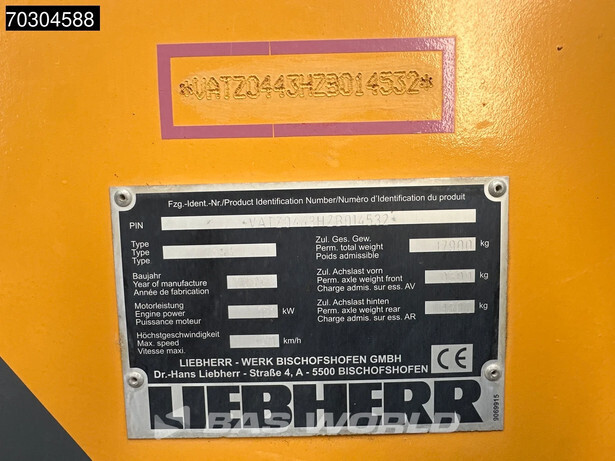 70304588
*VATZ0443HZB014532*
Fzg.-Ident.-Nr./Product Identification Number/Numéro d'Identification du produit
PIN *VATZ0443HZB014532*
Type
Type
Type
Zul. Ges. Gew.
Perm. total weight kg
Poids admissible
Baujahr
Year of manufacture
Année de fabrication
Zul. Achslast vorn
Perm. axle weight front kg
Charge admis. sur ess. AV
Motorleistung
Engine power kW
Puissance moteur
Zul. Achslast hinten
Perm. axle weight rear kg
Charge admis. sur ess. AR
Höchstgeschwindigkeit
Max. speed km/h
Vitesse maxi.
LIEBHERR - WERK BISCHOFSHOFEN GMBH
Dr.-Hans Liebherr - Straße 4, A - 5500 BISCHOFSHOFEN
CE
LIEBHERR
9069915
BAS WORLD